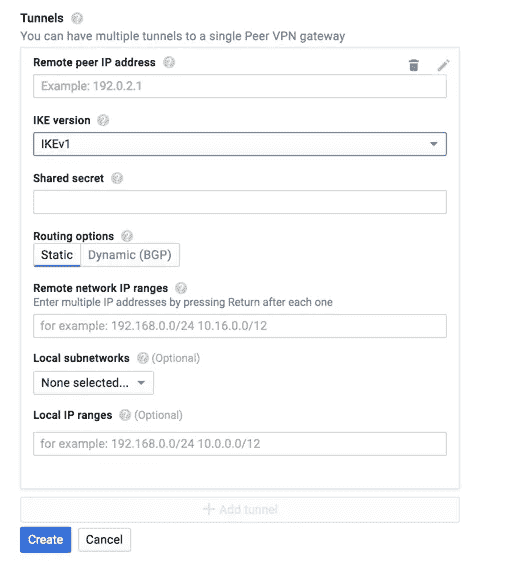 Tunnels
You can have multiple tunnels to a single Peer VPN gateway
Remote peer IP address
Example: 192.0.2.1
IKE version
IKEv1
Shared secret
Routing options
Static Dynamic (BGP)
Remote network IP ranges
Enter multiple IP addresses by pressing Return after each one
for example: 192.168.0.0/24 10.16.0.0/12
Local subnetworks (Optional)
None selected...
Local IP ranges (Optional)
for example: 192.168.0.0/24 10.0.0.0/12
+ Add tunnel
Create Cancel